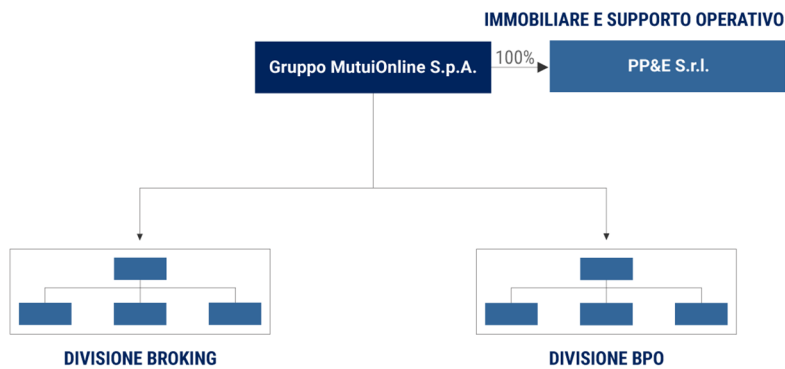 IMMOBILIARE E SUPPORTO OPERATIVO
Gruppo MutuiOnline S.p.A.
100%
PP&E S.r.l.
DIVISIONE BROKING
DIVISIONE BPO